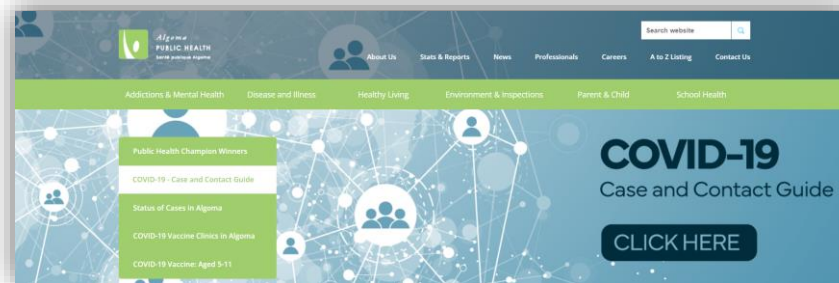 Search website
Algoma
PUBLIC HEALTH
Santé publique Algoma
About Us
Stats & Reports
News
Professionals
Careers
A to Z Listing
Contact Us
Addictions & Mental Health
Disease and Illness
Healthy Living
Environment & Inspections
Parent & Child
School Health
Public Health Champion Winners
COVID-19 - Case and Contact Guide
Status of Cases in Algoma
COVID-19 Vaccine Clinics in Algoma
COVID-19 Vaccine: Aged 5-11
COVID-19
Case and Contact Guide
CLICK HERE